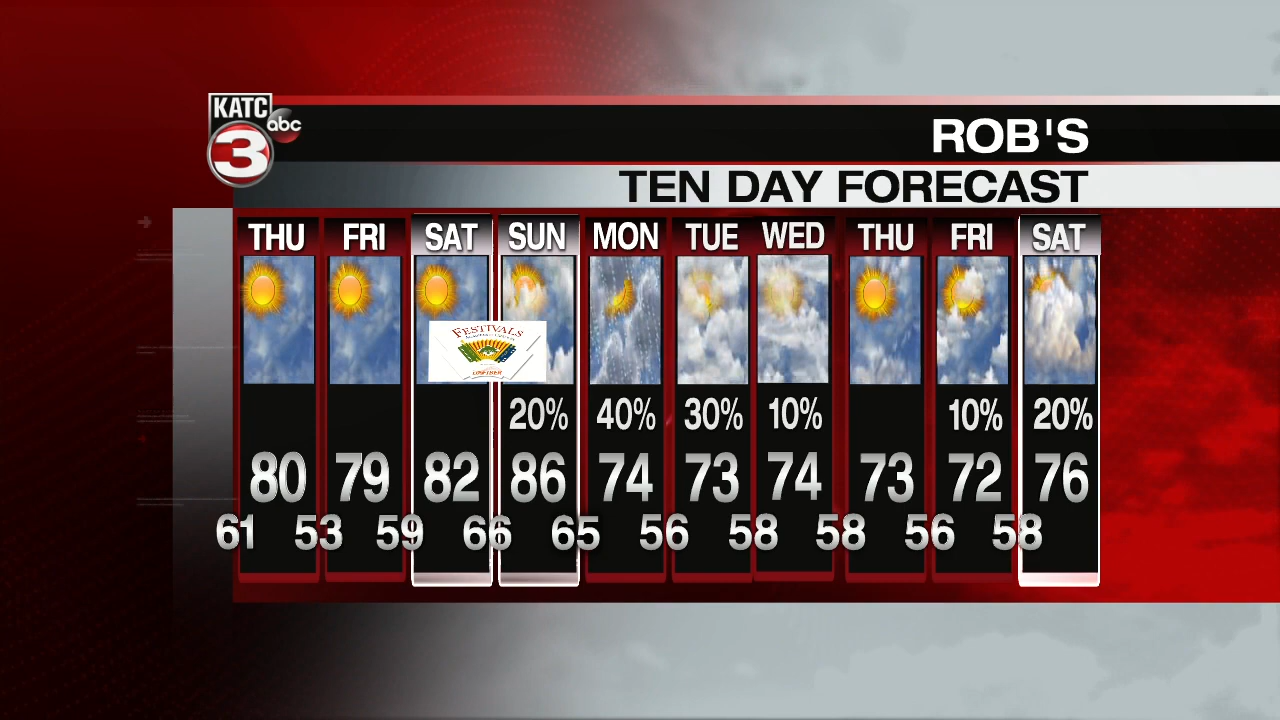 KATC
abc
3
ROB'S
TEN DAY FORECAST
THU FRI SAT SUN MON TUE WED THU FRI SAT
FESTIVALS
20% 40% 30% 10% 10% 20%
80 79 82 86 74 73 74 73 72 76
61 53 59 66 65 56 58 58 56 58